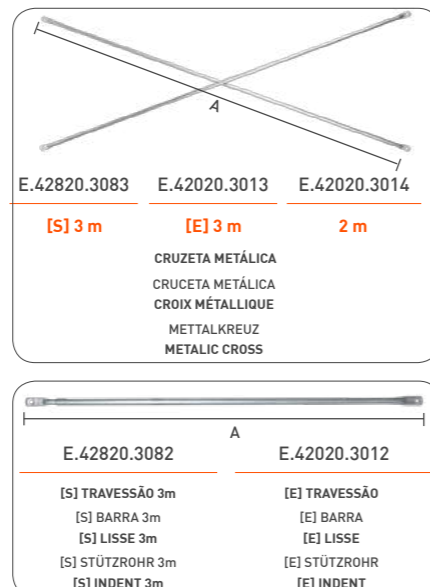 A
E.42820.3083 E.42020.3013 E.42020.3014
[S] 3 m [E] 3 m 2 m
CRUZETA METÁLICA
CRUCETA METÁLICA
CROIX MÉTALLIQUE
METTALKREUZ
METALIC CROSS
A
E.42820.3082 E.42020.3012
[S] TRAVESSÃO 3m [E] TRAVESSÃO
[S] BARRA 3m [E] BARRA
[S] LISSE 3m [E] LISSE
[S] STÜTZROHR 3m [E] STÜTZROHR
[S] INDENT 3m [E] INDENT